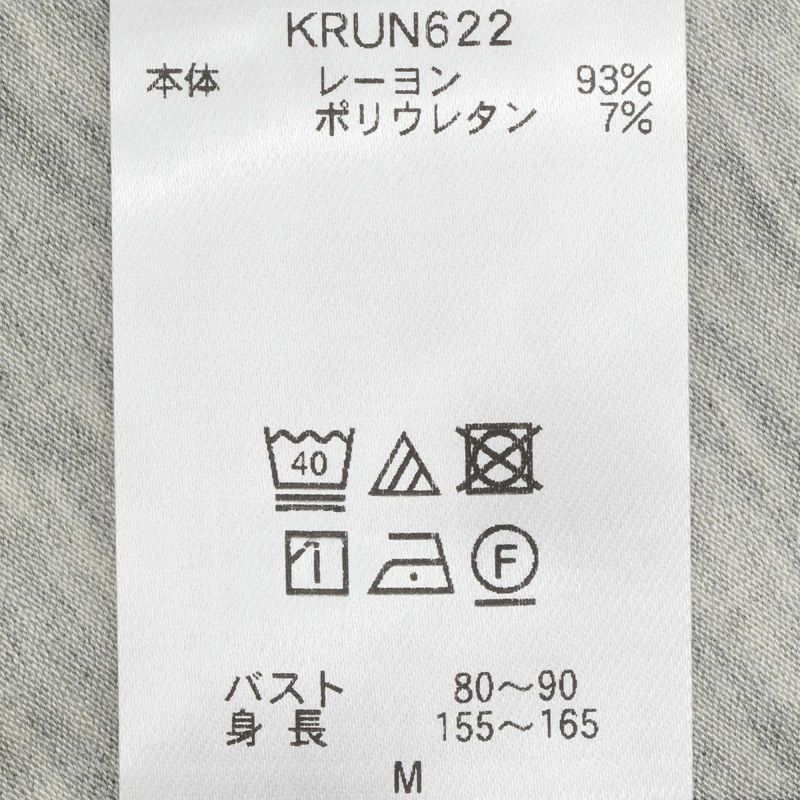 KRUN622
本体 レーヨン 93%
ポリウレタン 7%
40
F
バスト 80〜90
身長 155〜165
M